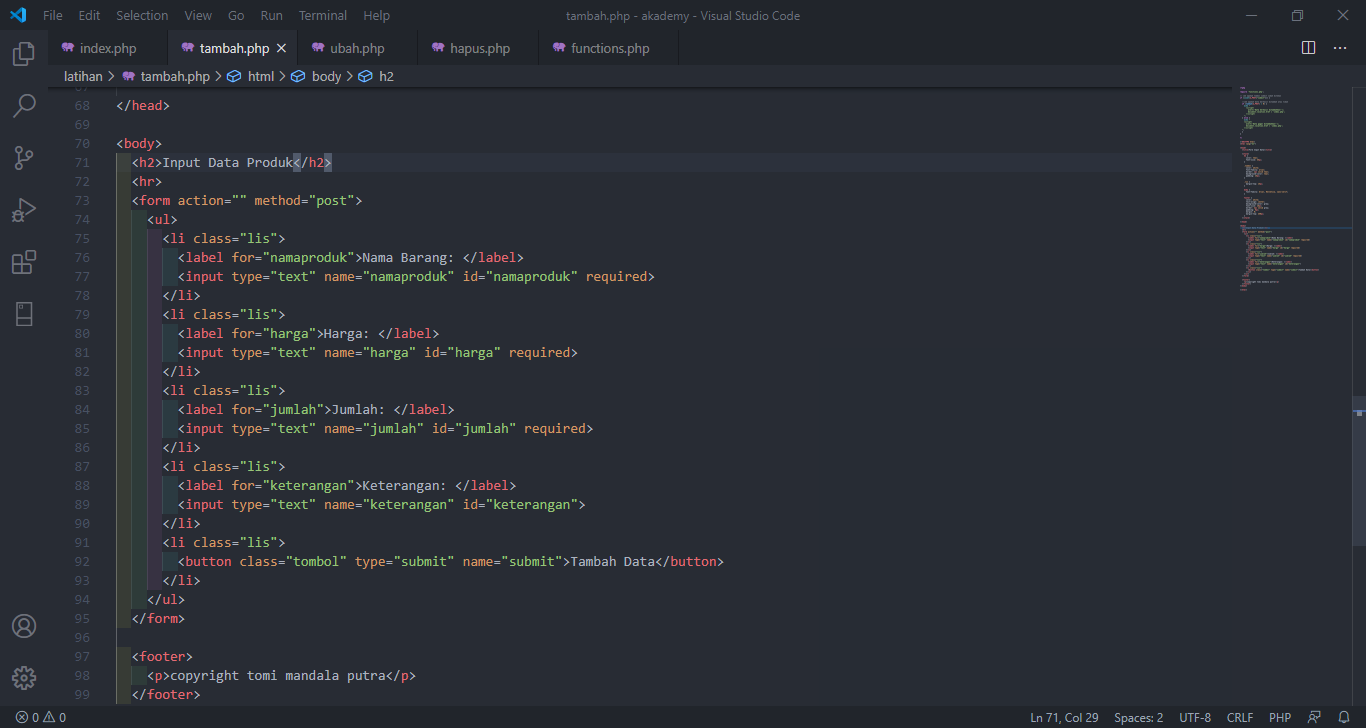 File Edit Selection View Go Run Terminal Help tambah.php - akademy - Visual Studio Code
index.php tambah.php ubah.php hapus.php functions.php
latihan > tambah.php > html > body > h2
67
68 </head>
69
70 <body>
71 <h2>Input Data Produk</h2>
72 <hr>
73 <form action="" method="post">
74 <ul>
75 <li class="lis">
76 <label for="namaproduk">Nama Barang: </label>
77 <input type="text" name="namaproduk" id="namaproduk" required>
78 </li>
79 <li class="lis">
80 <label for="harga">Harga: </label>
81 <input type="text" name="harga" id="harga" required>
82 </li>
83 <li class="lis">
84 <label for="jumlah">Jumlah: </label>
85 <input type="text" name="jumlah" id="jumlah" required>
86 </li>
87 <li class="lis">
88 <label for="keterangan">Keterangan: </label>
89 <input type="text" name="keterangan" id="keterangan">
90 </li>
91 <li class="lis">
92 <button class="tombol" type="submit" name="submit">Tambah Data</button>
93 </li>
94 </ul>
95 </form>
96
97 <footer>
98 <p>copyright tomi mandala putra</p>
99 </footer>
0 0 Ln 71, Col 29 Spaces: 2 UTF-8 CRLF PHP